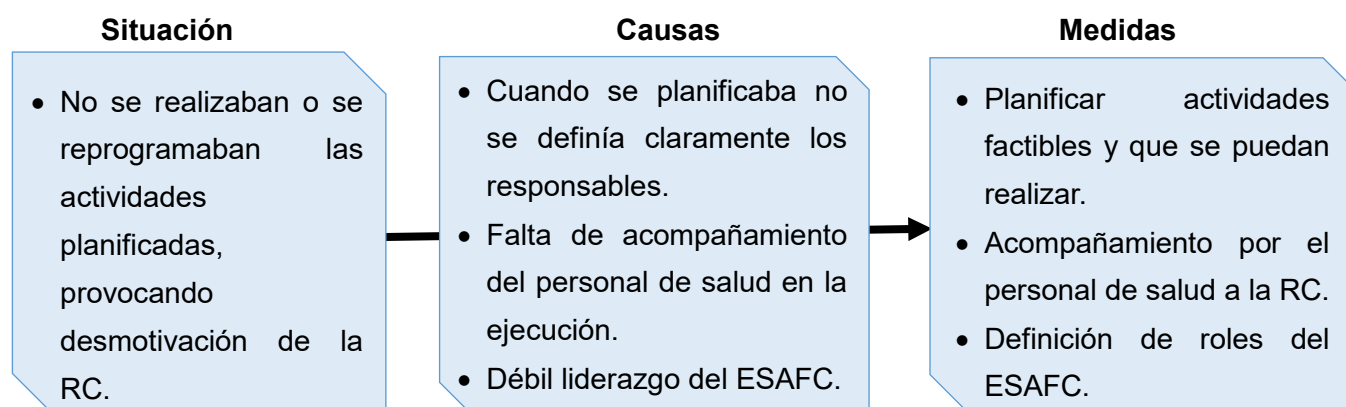 Situación
• No se realizaban o se
reprogramaban las
actividades
planificadas,
provocando
desmotivación de la
RC.
Causas
• Cuando se planificaba no
se definía claramente los
responsables.
• Falta de acompañamiento
del personal de salud en la
ejecución.
• Débil liderazgo del ESAFC.
Medidas
• Planificar actividades
factibles y que se puedan
realizar.
• Acompañamiento por el
personal de salud a la RC.
• Definición de roles del
ESAFC.